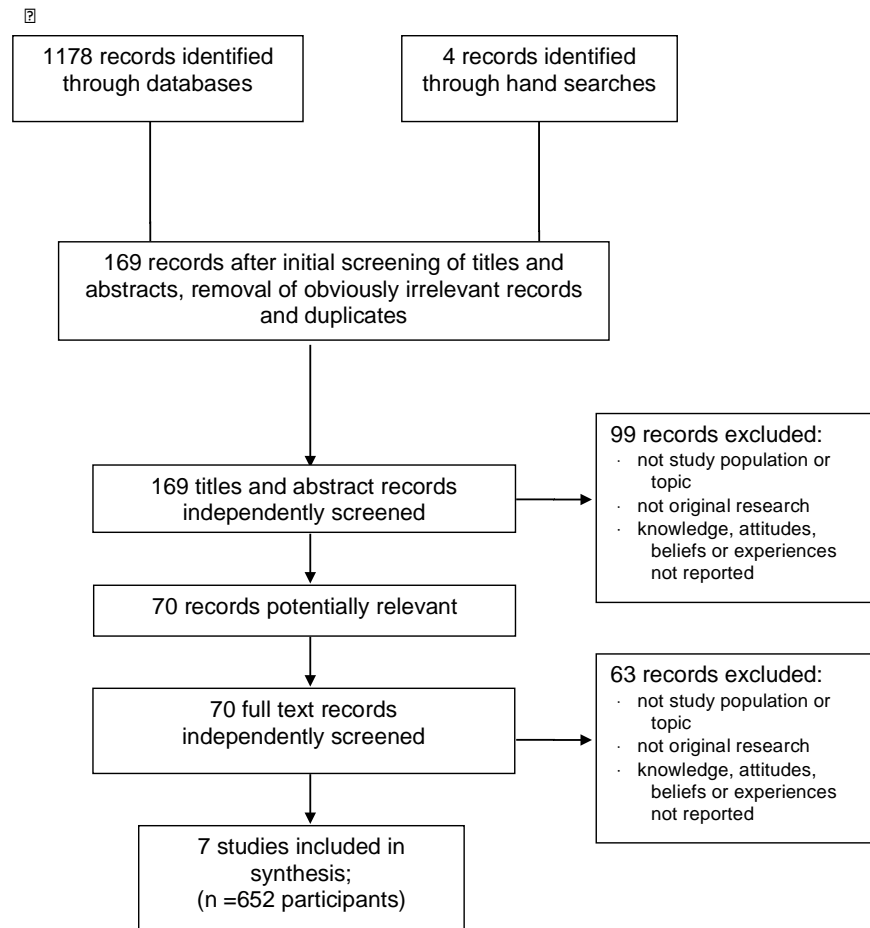 1178 records identified
through databases
4 records identified
through hand searches
169 records after initial screening of titles and
abstracts, removal of obviously irrelevant records
and duplicates
169 titles and abstract records
independently screened
99 records excluded:
· not study population or
topic
· not original research
· knowledge, attitudes,
beliefs or experiences
not reported
70 records potentially relevant
70 full text records
independently screened
63 records excluded:
· not study population or
topic
· not original research
· knowledge, attitudes,
beliefs or experiences
not reported
7 studies included in
synthesis;
(n =652 participants)